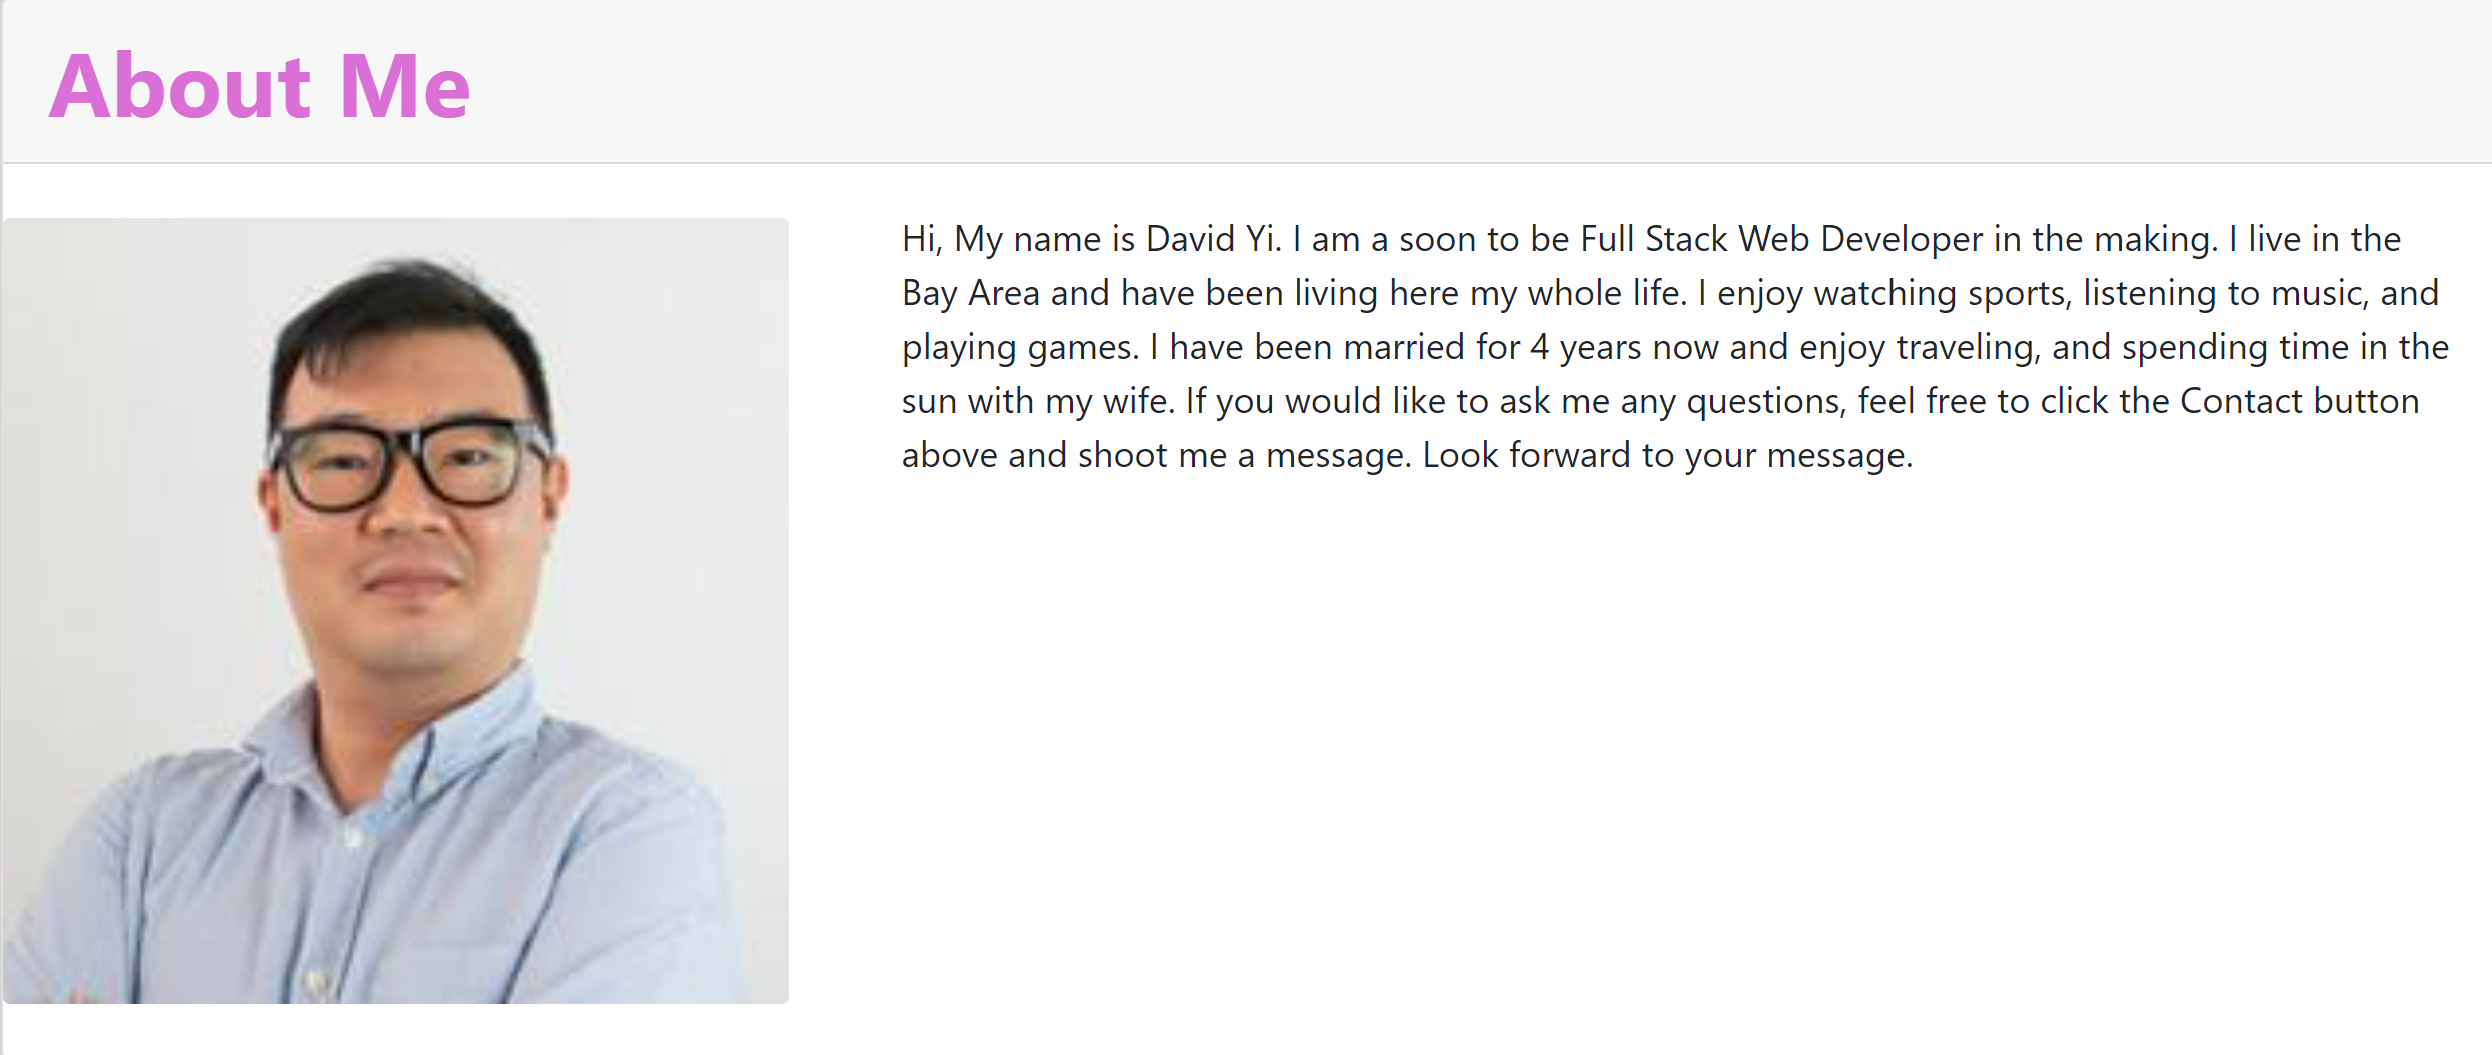 About Me
Hi, My name is David Yi. I am a soon to be Full Stack Web Developer in the making. I live in the
Bay Area and have been living here my whole life. I enjoy watching sports, listening to music, and
playing games. I have been married for 4 years now and enjoy traveling, and spending time in the
sun with my wife. If you would like to ask me any questions, feel free to click the Contact button
above and shoot me a message. Look forward to your message.